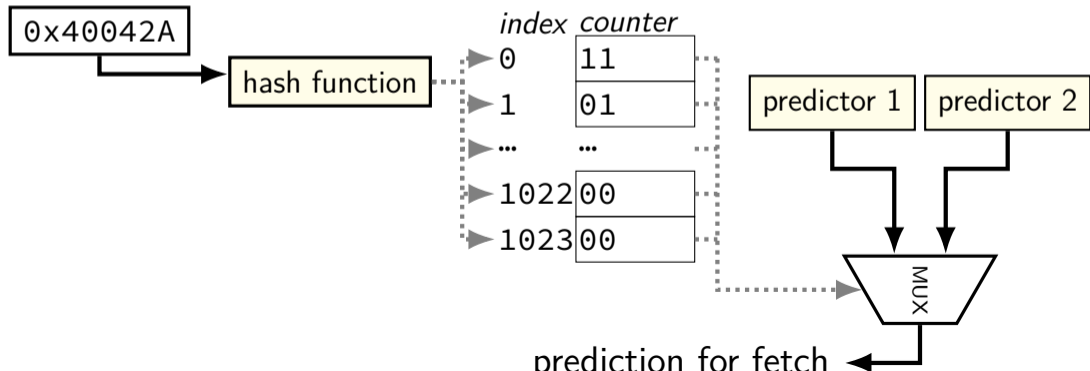 0x40042A
hash function
index counter
0 11
1 01
... ...
1022 00
1023 00
predictor 1
predictor 2
MUX
prediction for fetch